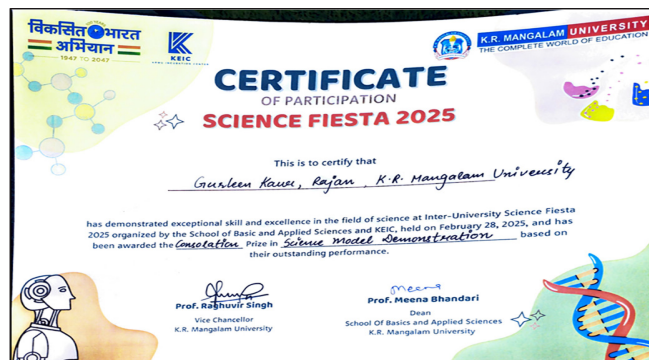 विकसित भारत
अभियान
1947 TO 2047
KEIC
K.R. MANGALAM UNIVERSITY
THE COMPLETE WORLD OF EDUCATION
CERTIFICATE
OF PARTICIPATION
SCIENCE FIESTA 2025
This is to certify that
Gursleen Kaur, Rajan, K.R. Mangalam University
has demonstrated exceptional skill and excellence in the field of science at Inter-University Science Fiesta
2025 organized by the School of Basic and Applied Sciences and KEIC, held on February 28, 2025, and has
been awarded the Consolation Prize in Science Model Demonstration based on
their outstanding performance.
Meena
Prof. Raghuvir Singh
Vice Chancellor
K.R. Mangalam University
Prof. Meena Bhandari
Dean
School Of Basics and Applied Sciences
K.R. Mangalam University